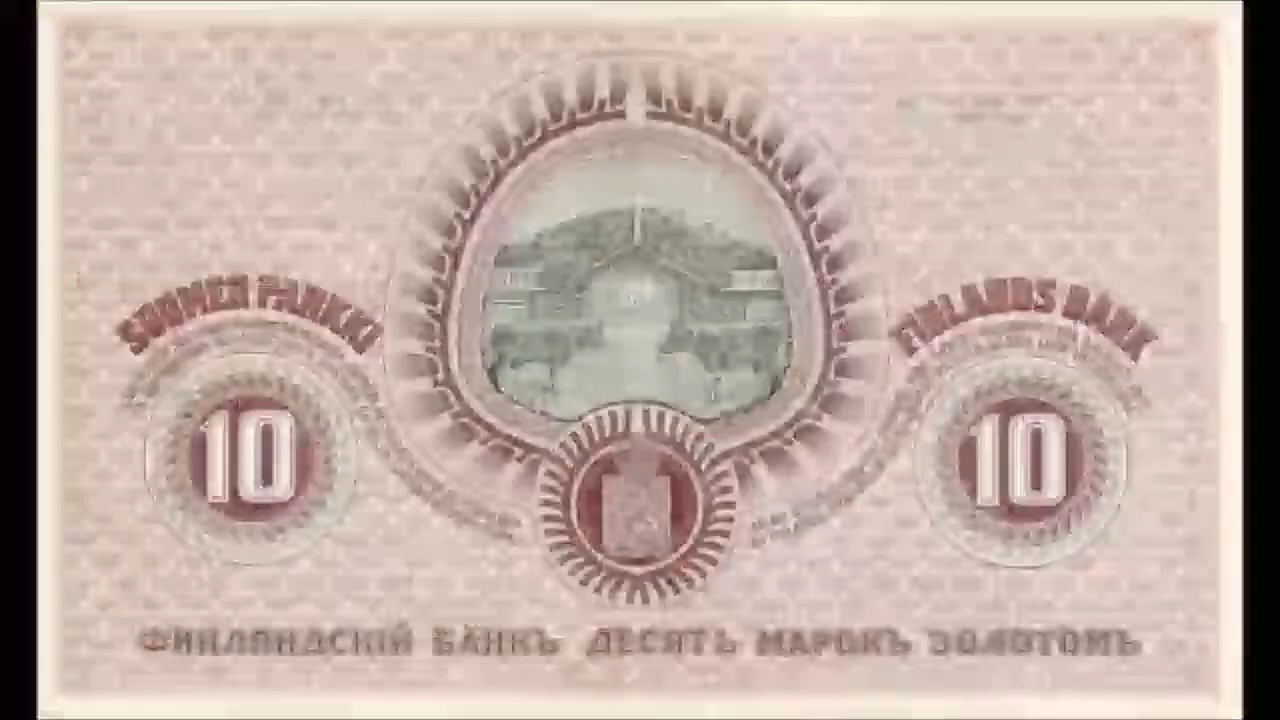 SUOMEN PANKKI
FINLANDS BANK
10
10
ФИНЛЯНДСКІЙ БАНКЪ ДЕСЯТЬ МАРОКЪ ЗОЛОТОМЪ